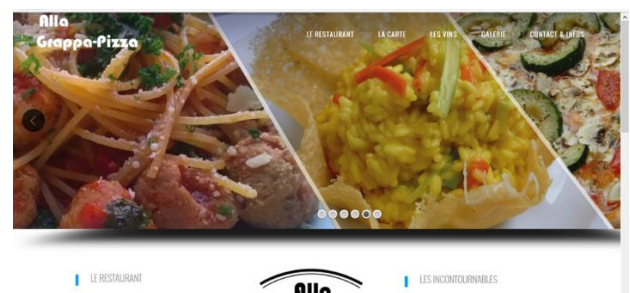 Alla
Grappa-Pizza
LE RESTAURANT
LA CARTE
LES VINS
GALERIE
CONTACT & INFOS
LE RESTAURANT
Alla
LES INCONTOURNABLES